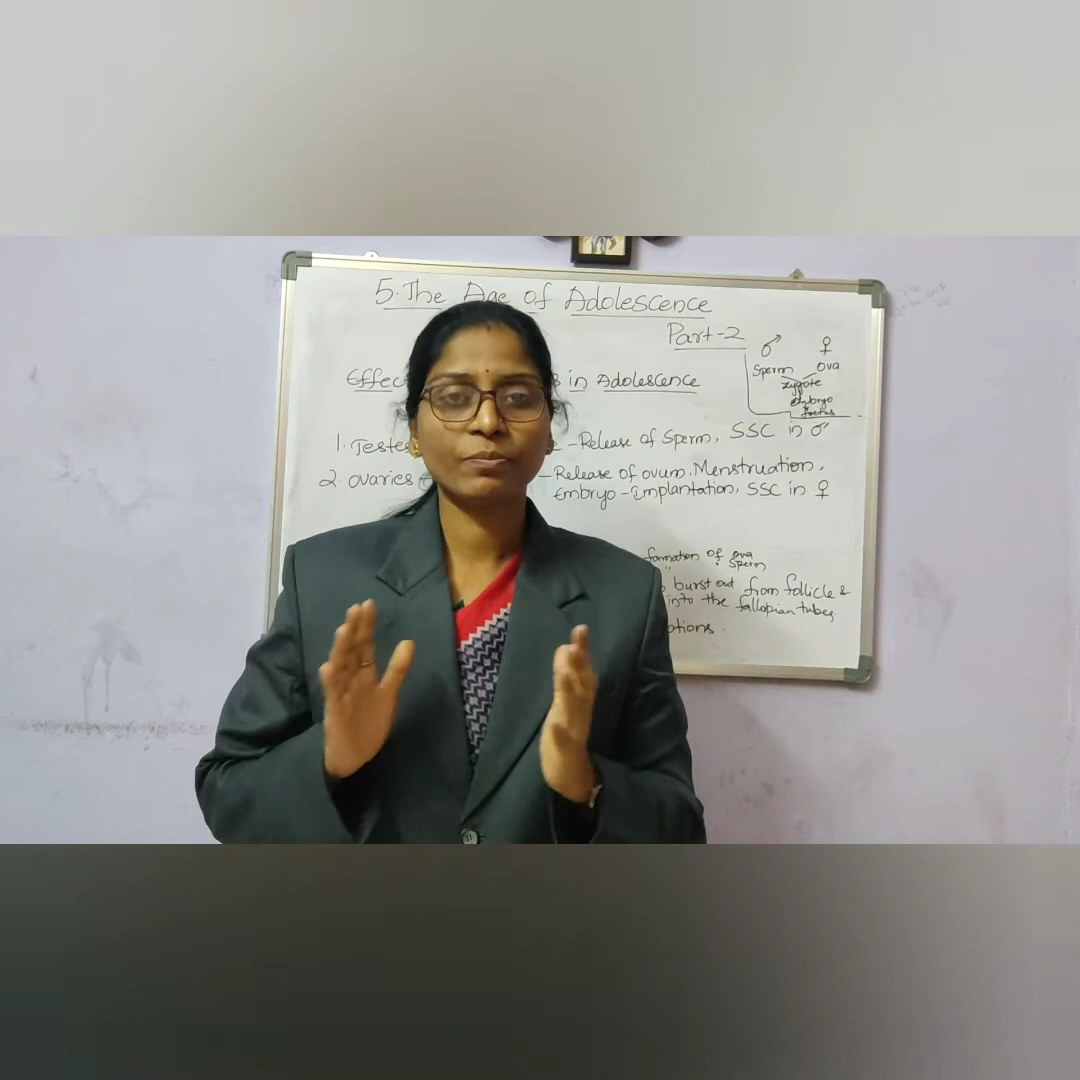 5. The Age of Adolescence
Part-2
♂ ♀
Sperm ova
zygote
embryo
foetus
in Adolescence
1. Testes - Release of Sperm, SSC in ♂
2. ovaries - Release of ovum, Menstruation,
Embryo - Implantation, SSC in ♀
formation of ova
" " sperm
burst out from follicle &
into the fallopian tubes.